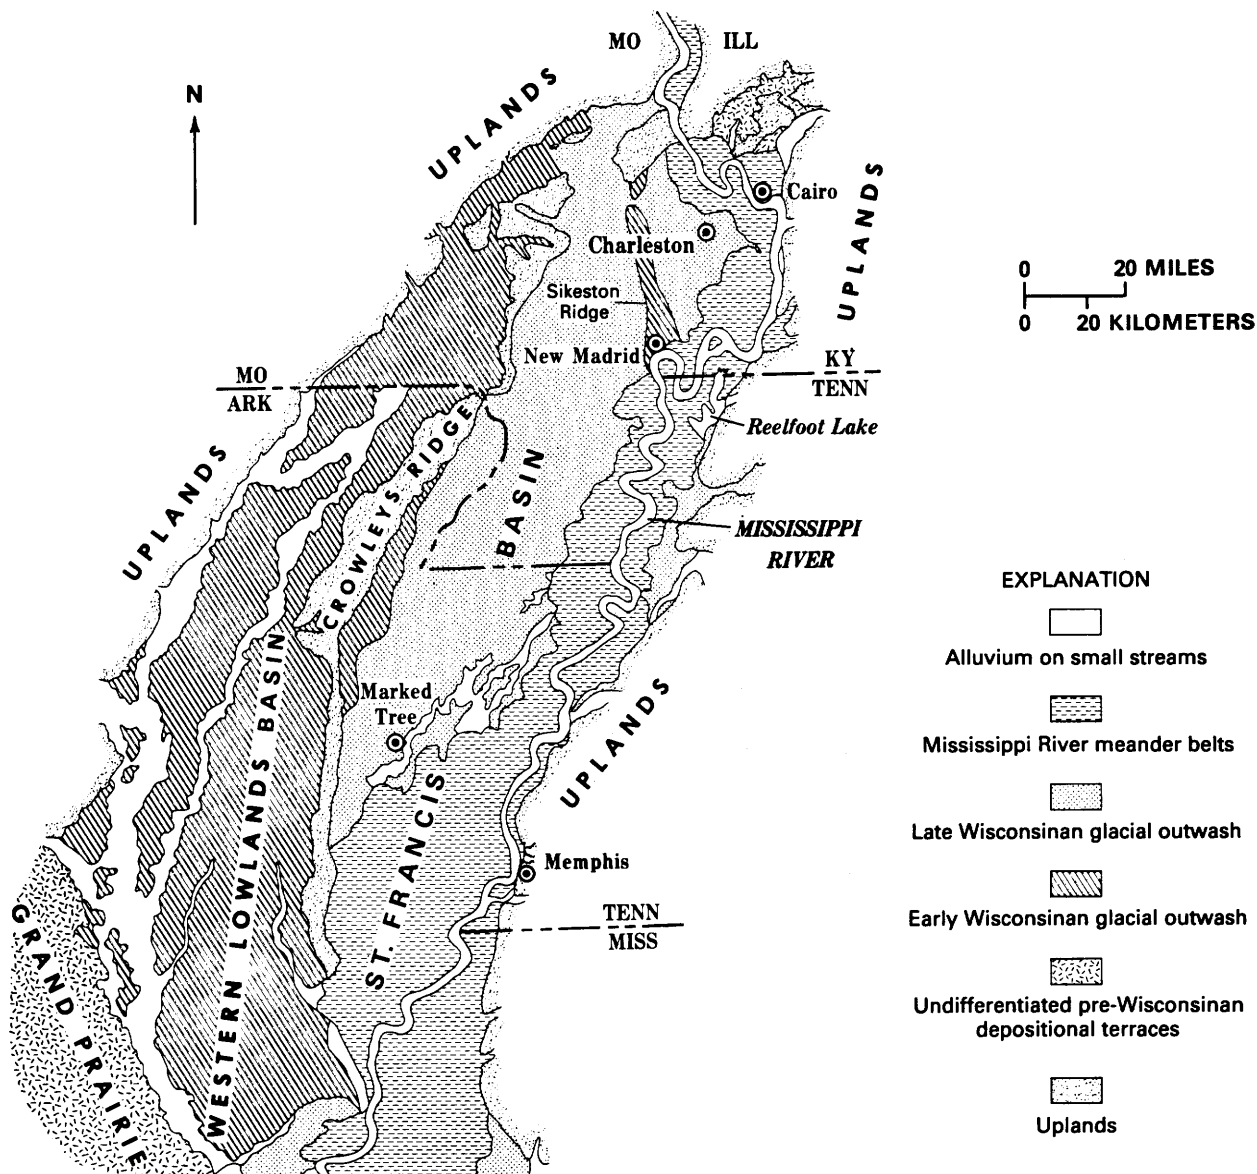 MO
ILL
N
UPLANDS
Cairo
UPLANDS
Charleston
0 20 MILES
0 20 KILOMETERS
Sikeston
Ridge
New Madrid
KY
TENN
MO
ARK
Reelfoot Lake
UPLANDS
CROWLEYS RIDGE
BASIN
MISSISSIPPI
RIVER
Marked
Tree
UPLANDS
ST. FRANCIS
WESTERN LOWLANDS BASIN
Memphis
TENN
MISS
GRAND PRAIRIE
EXPLANATION
Alluvium on small streams
Mississippi River meander belts
Late Wisconsinan glacial outwash
Early Wisconsinan glacial outwash
Undifferentiated pre-Wisconsinan
depositional terraces
Uplands